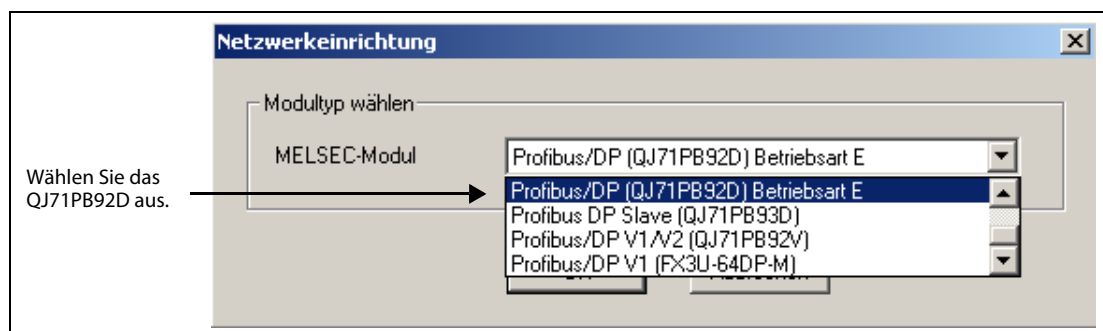 Netzwerkeinrichtung
Modultyp wählen
MELSEC-Modul
Profibus/DP (QJ71PB92D) Betriebsart E
Wählen Sie das
QJ71PB92D aus.
Profibus/DP (QJ71PB92D) Betriebsart E
Profibus DP Slave (QJ71PB93D)
Profibus/DP V1/V2 (QJ71PB92V)
Profibus/DP V1 (FX3U-64DP-M)